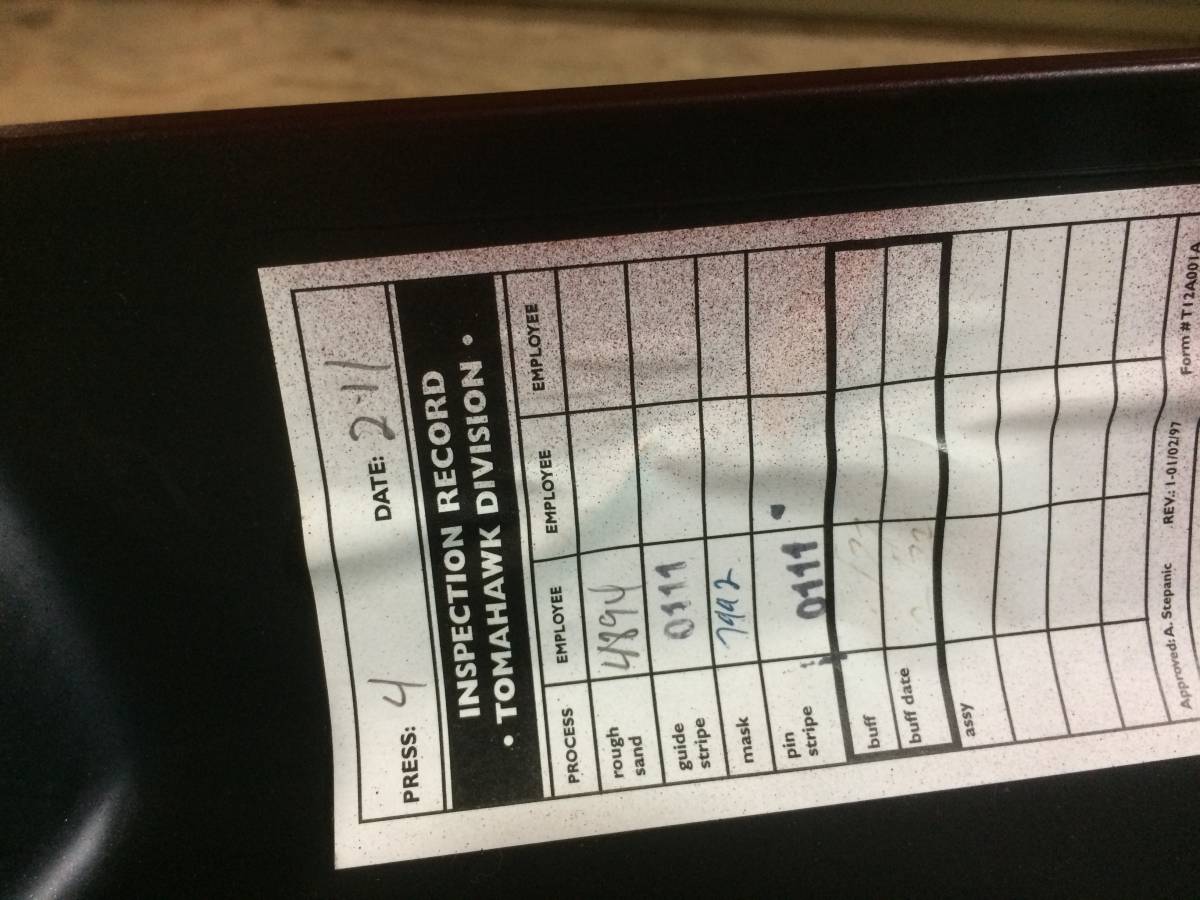 PRESS: 4 DATE: 2-11
INSPECTION RECORD
• TOMAHAWK DIVISION •
PROCESS EMPLOYEE EMPLOYEE EMPLOYEE
rough sand 4894
guide stripe 0111
mask 7992
pin stripe 0111
buff
buff date
assy
Approved: A. Stepanic REV.: 1-01/02/97 Form # T12A001A